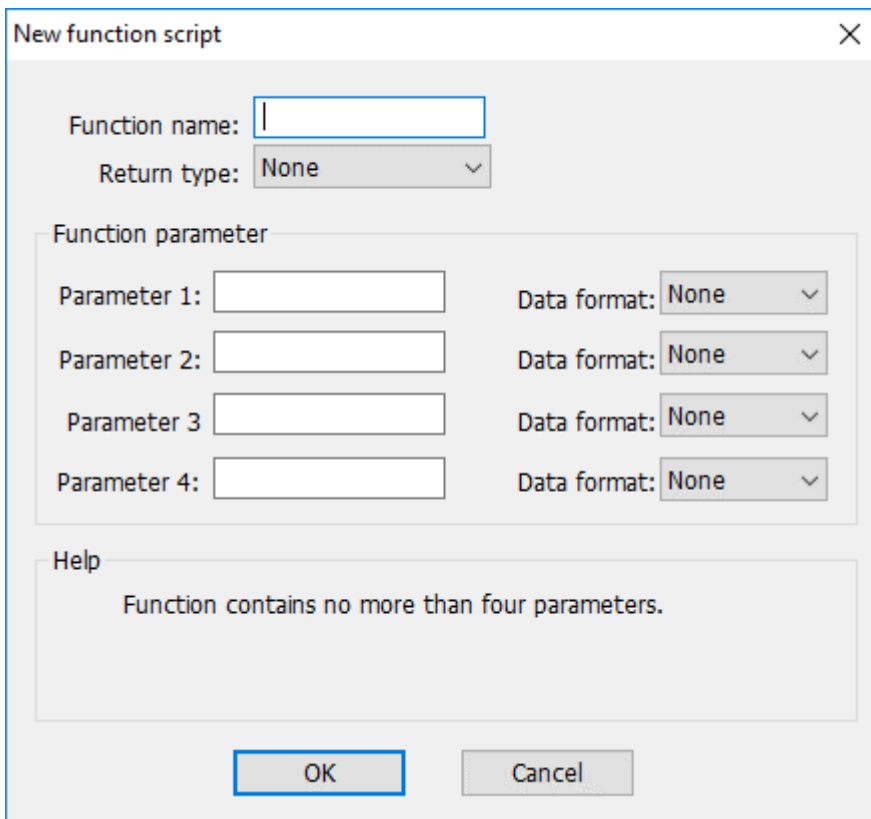 New function script
Function name:
Return type: None
Function parameter
Parameter 1: Data format: None
Parameter 2: Data format: None
Parameter 3 Data format: None
Parameter 4: Data format: None
Help
Function contains no more than four parameters.
OK Cancel